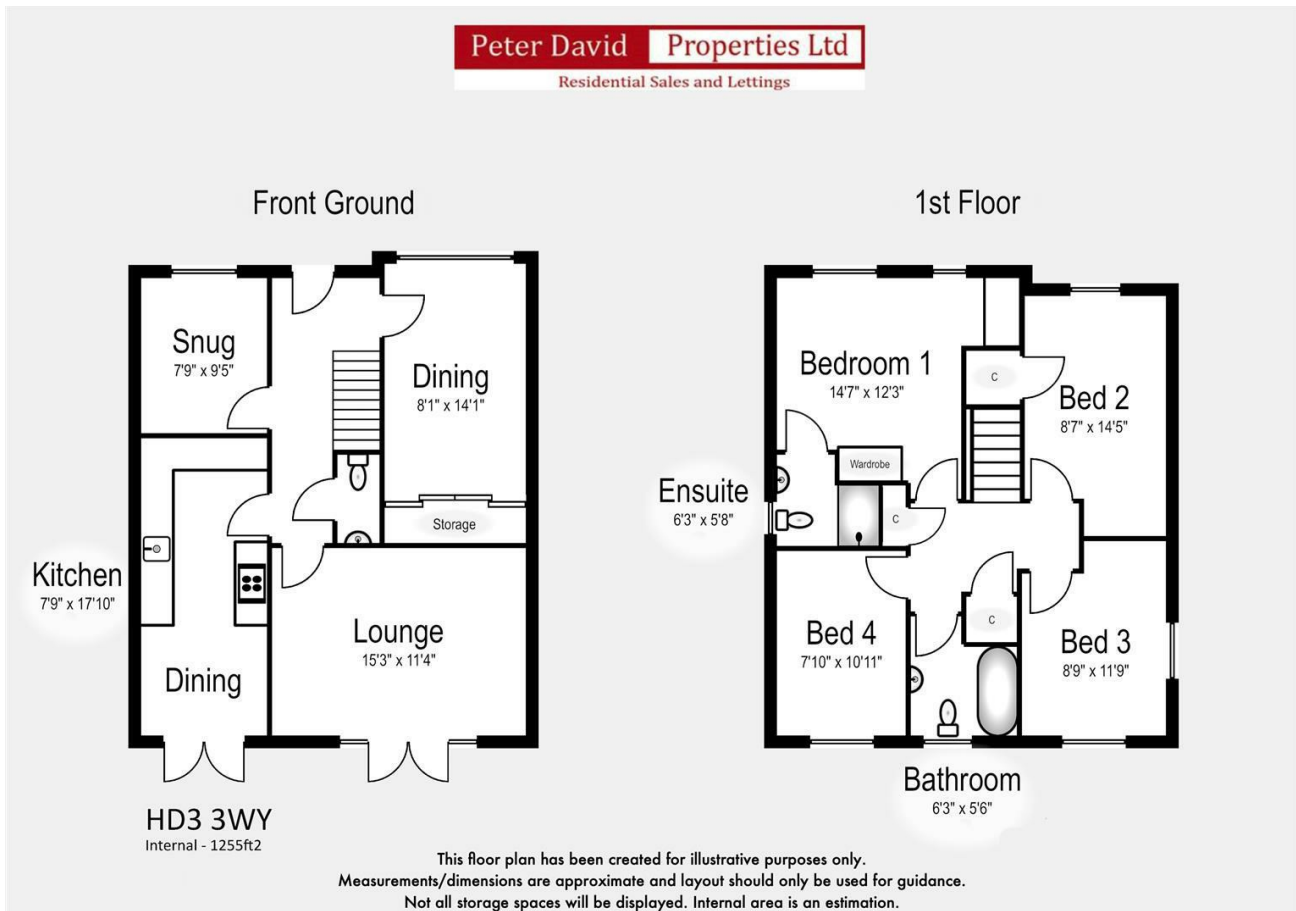 Peter David Properties Ltd
Residential Sales and Lettings
Front Ground
Snug
7'9" x 9'5"
Dining
8'1" x 14'1"
Storage
Kitchen
7'9" x 17'10"
Dining
Lounge
15'3" x 11'4"
HD3 3WY
Internal - 1255ft2
1st Floor
Bedroom 1
14'7" x 12'3"
C
Bed 2
8'7" x 14'5"
Wardrobe
Ensuite
6'3" x 5'8"
C
Bed 4
7'10" x 10'11"
C
Bed 3
8'9" x 11'9"
Bathroom
6'3" x 5'6"
This floor plan has been created for illustrative purposes only.
Measurements/dimensions are approximate and layout should only be used for guidance.
Not all storage spaces will be displayed. Internal area is an estimation.